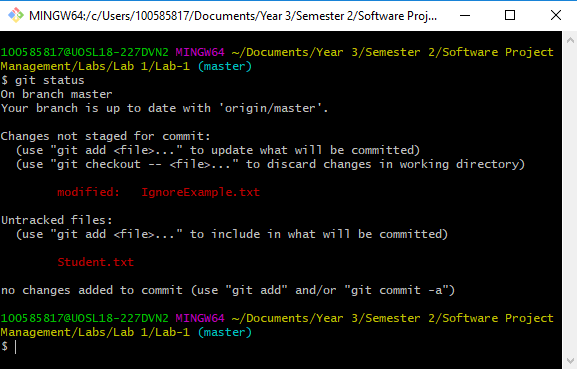 MINGW64:/c/Users/100585817/Documents/Year 3/Semester 2/Software Proj...
100585817@UOSL18-227DVN2 MINGW64 ~/Documents/Year 3/Semester 2/Software Project
Management/Labs/Lab 1/Lab-1 (master)
$ git status
On branch master
Your branch is up to date with 'origin/master'.
Changes not staged for commit:
(use "git add <file>..." to update what will be committed)
(use "git checkout -- <file>..." to discard changes in working directory)
modified: IgnoreExample.txt
Untracked files:
(use "git add <file>..." to include in what will be committed)
Student.txt
no changes added to commit (use "git add" and/or "git commit -a")
100585817@UOSL18-227DVN2 MINGW64 ~/Documents/Year 3/Semester 2/Software Project
Management/Labs/Lab 1/Lab-1 (master)
$